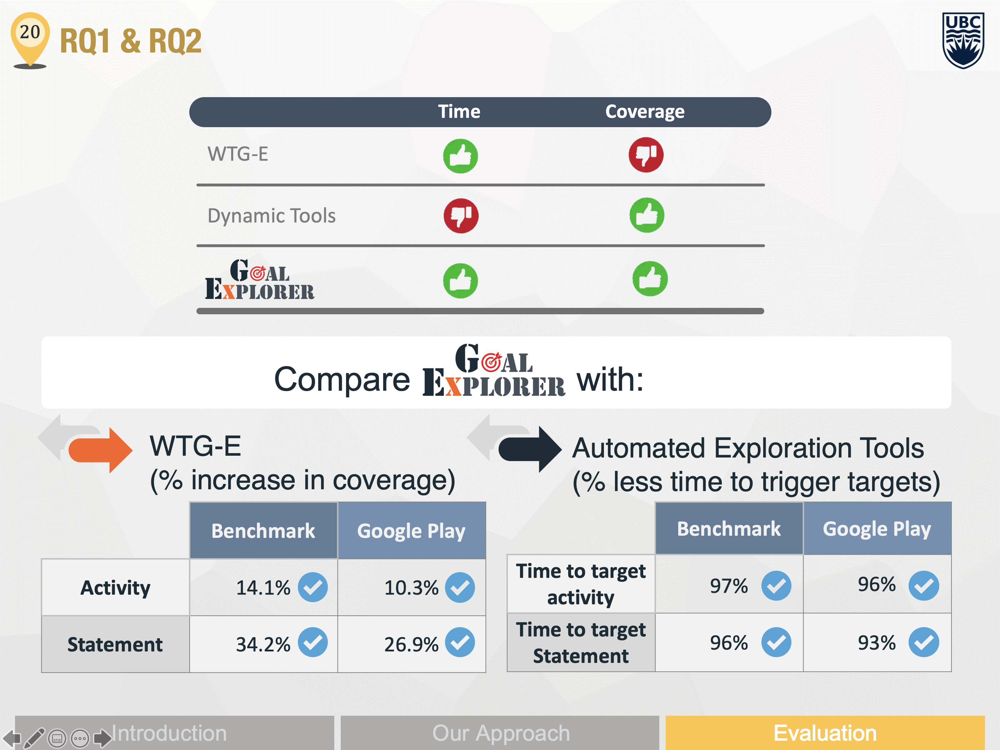 20
RQ1 & RQ2
UBC
Time Coverage
WTG-E
Dynamic Tools
GOAL
EXPLORER
Compare GOAL EXPLORER with:
WTG-E
(% increase in coverage)
Benchmark Google Play
Activity 14.1% 10.3%
Statement 34.2% 26.9%
Automated Exploration Tools
(% less time to trigger targets)
Benchmark Google Play
Time to target
activity 97% 96%
Time to target
Statement 96% 93%
Introduction Our Approach Evaluation